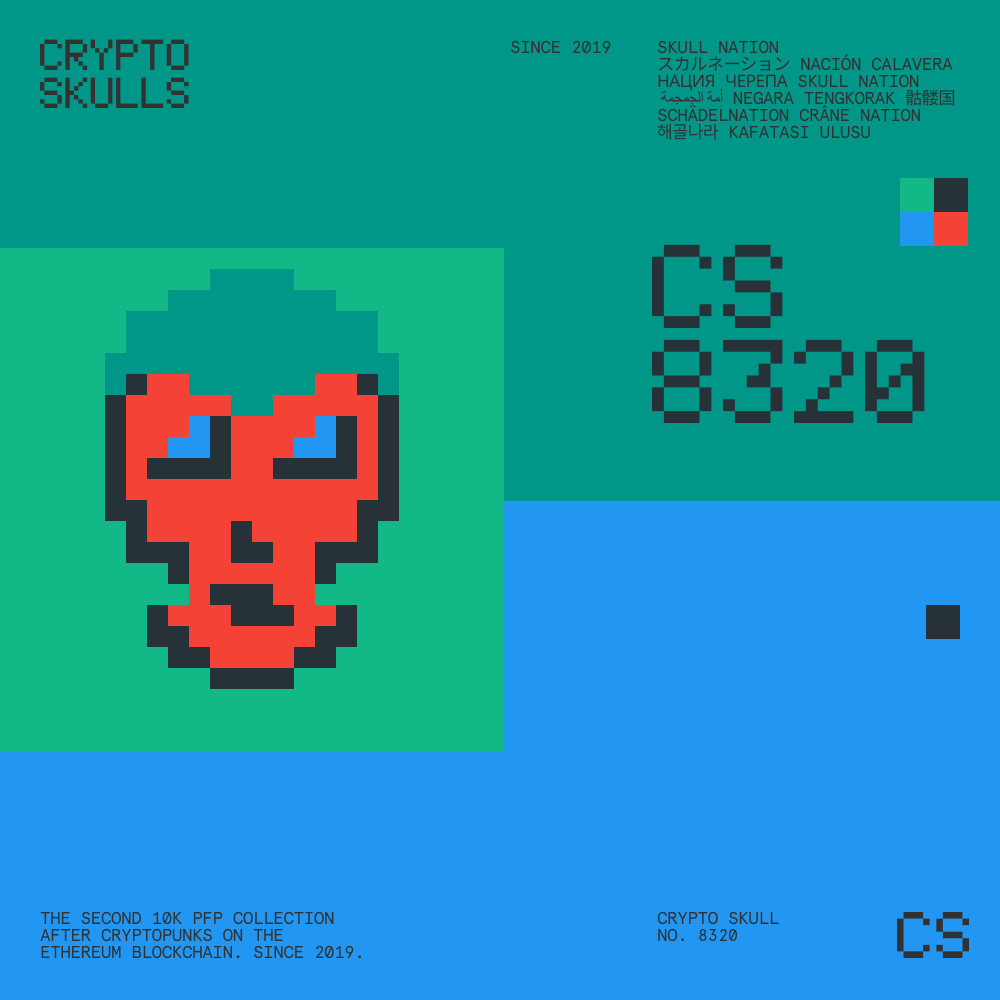 CRYPTO
SKULLS
SINCE 2019
SKULL NATION
スカルネーション NACIÓN CALAVERA
НАЦИЯ ЧЕРЕПА SKULL NATION
أمة الجمجمة NEGARA TENGKORAK 骷髅国
SCHÄDELNATION CRÂNE NATION
해골나라 KAFATASI ULUSU
CS
8320
THE SECOND 10K PFP COLLECTION
AFTER CRYPTOPUNKS ON THE
ETHEREUM BLOCKCHAIN. SINCE 2019.
CRYPTO SKULL
NO. 8320
CS